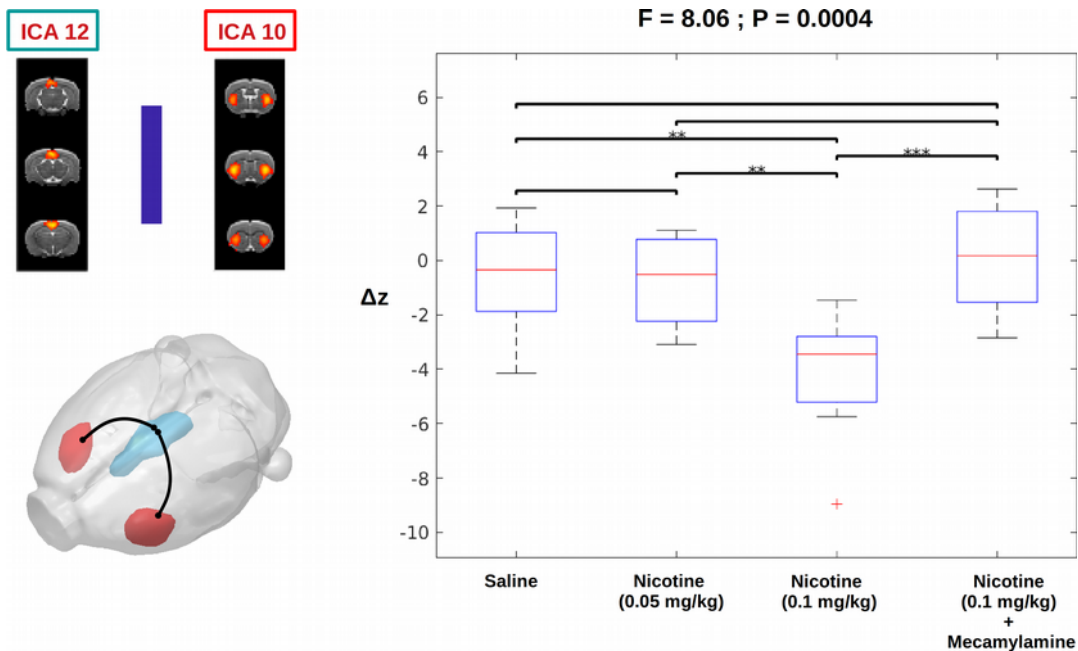 ICA 12
ICA 10
F = 8.06 ; P = 0.0004
6
4
2
0
-2
-4
-6
-8
-10
Δz
**
***
**
Saline
Nicotine
(0.05 mg/kg)
Nicotine
(0.1 mg/kg)
Nicotine
(0.1 mg/kg)
+
Mecamylamine